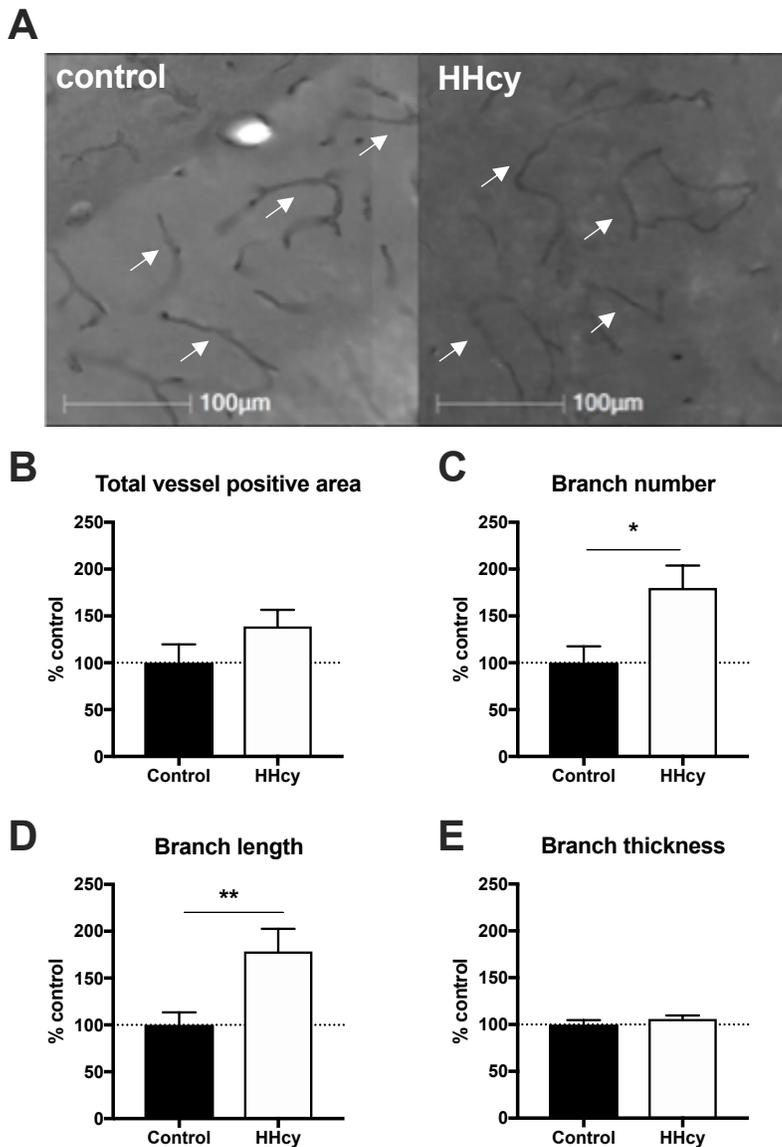 A
control HHcy
100µm 100µm
B Total vessel positive area
250
200
150
100
50
0
% control
Control HHcy
C Branch number
250
200
150
100
50
0
% control
*
Control HHcy
D Branch length
250
200
150
100
50
0
% control
**
Control HHcy
E Branch thickness
250
200
150
100
50
0
% control
Control HHcy